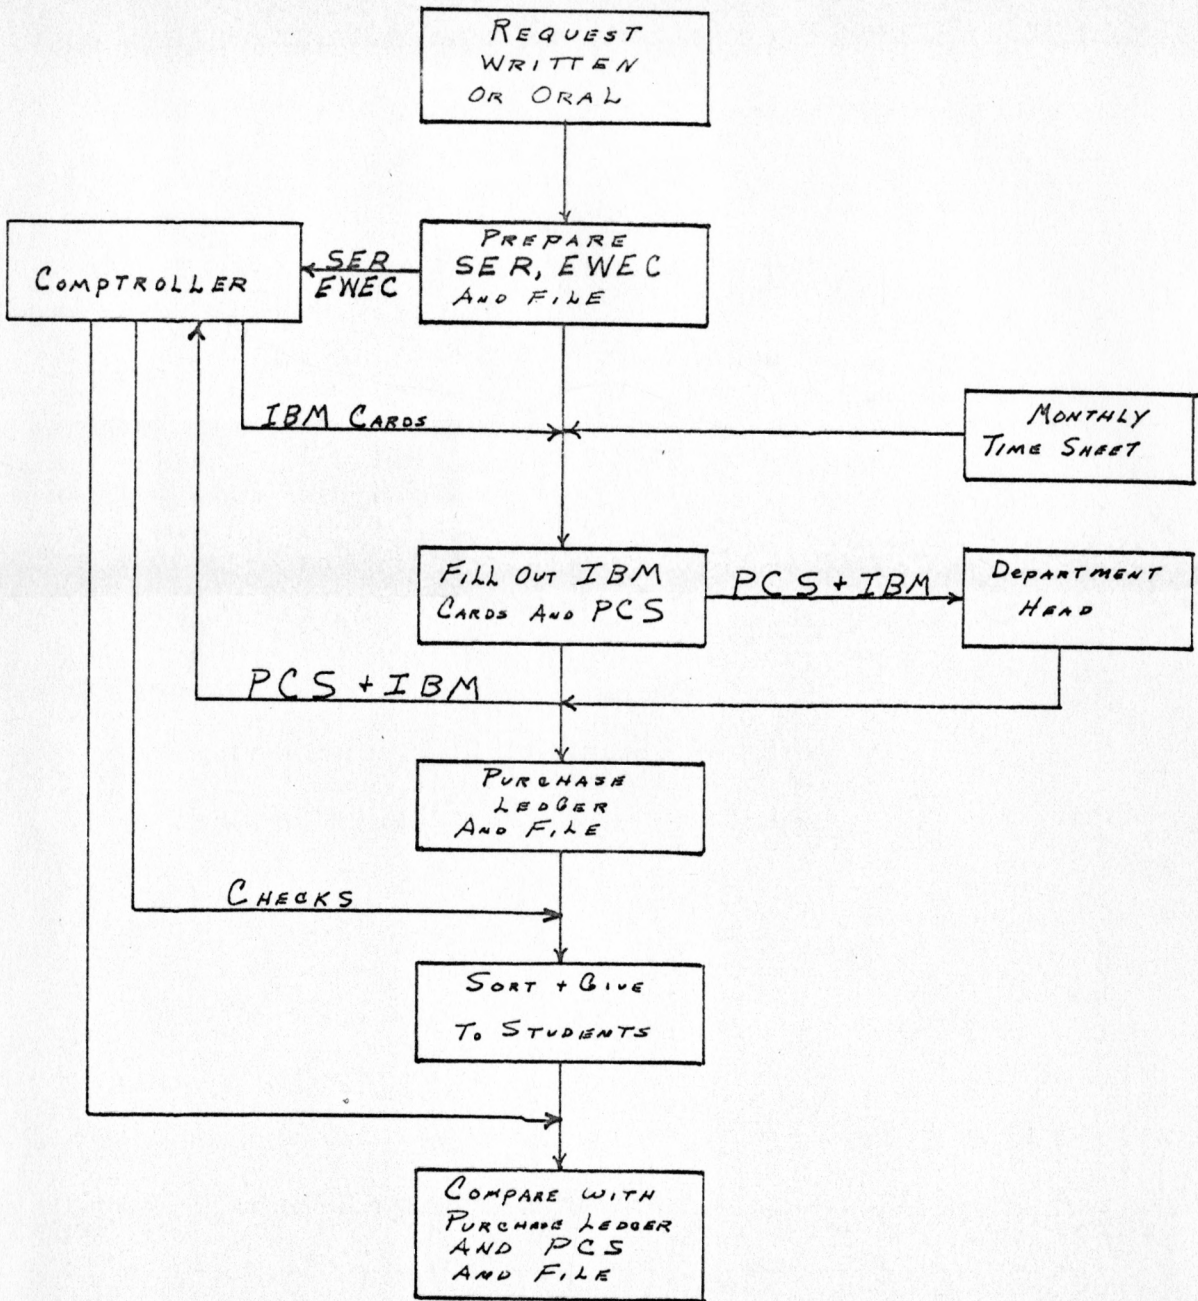 REQUEST
WRITTEN
OR ORAL
PREPARE
SER, EWEC
AND FILE
SER
EWEC
COMPTROLLER
IBM CARDS
MONTHLY
TIME SHEET
FILL OUT IBM
CARDS AND PCS
PCS + IBM
DEPARTMENT
HEAD
PCS + IBM
PURCHASE
LEDGER
AND FILE
CHECKS
SORT + GIVE
TO STUDENTS
COMPARE WITH
PURCHASE LEDGER
AND PCS
AND FILE